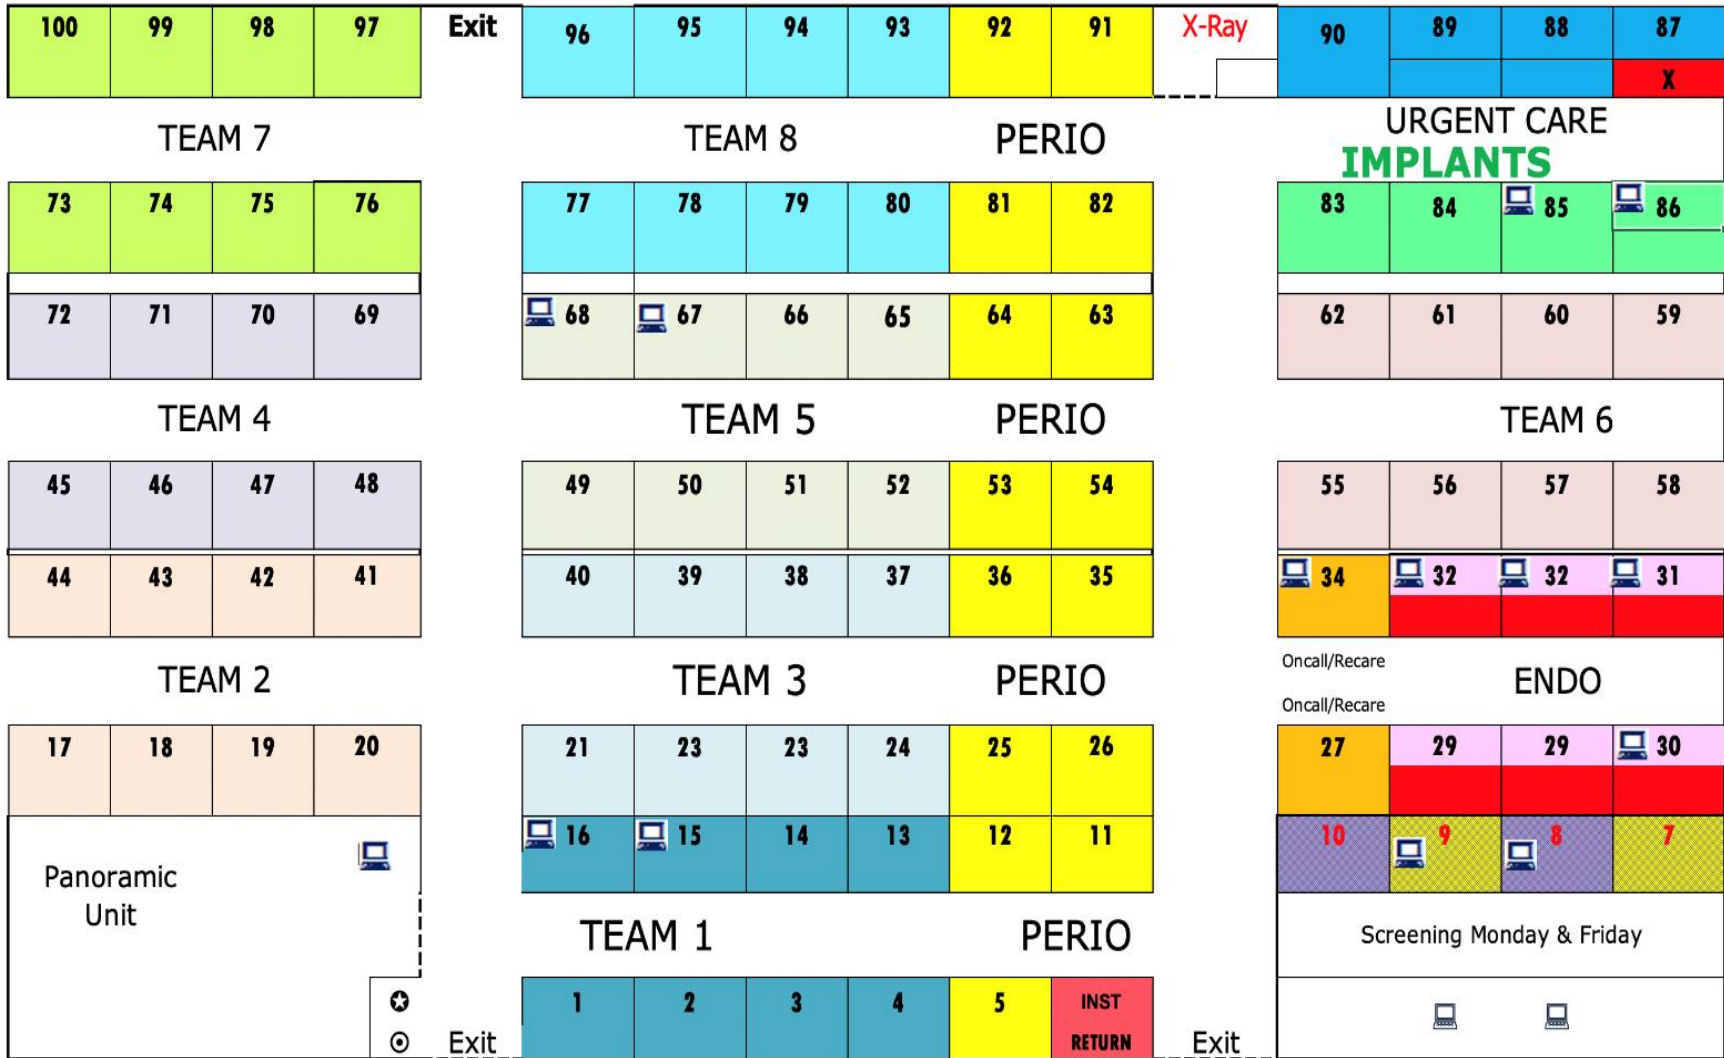 100 99 98 97 Exit 96 95 94 93 92 91 X-Ray 90 89 88 87
X
TEAM 7 TEAM 8 PERIO URGENT CARE
IMPLANTS
73 74 75 76 77 78 79 80 81 82 83 84 85 86
72 71 70 69 68 67 66 65 64 63 62 61 60 59
TEAM 4 TEAM 5 PERIO TEAM 6
45 46 47 48 49 50 51 52 53 54 55 56 57 58
44 43 42 41 40 39 38 37 36 35 34 32 32 31
Oncall/Recare
TEAM 2 TEAM 3 PERIO ENDO
Oncall/Recare
17 18 19 20 21 23 23 24 25 26 27 29 29 30
16 15 14 13 12 11 10 9 8 7
Panoramic
Unit
TEAM 1 PERIO Screening Monday & Friday
1 2 3 4 5 INST
RETURN
Exit Exit